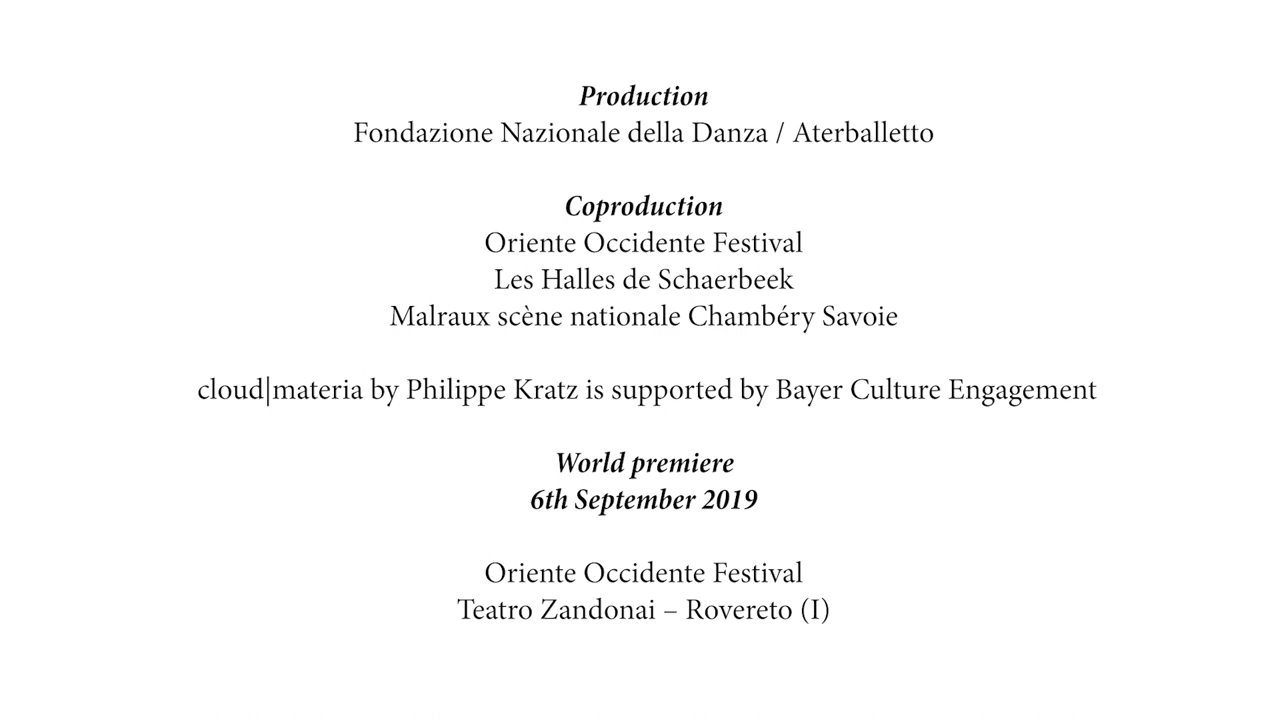 Production
Fondazione Nazionale della Danza / Aterballetto
Coproduction
Oriente Occidente Festival
Les Halles de Schaerbeek
Malraux scène nationale Chambéry Savoie
cloud|materia by Philippe Kratz is supported by Bayer Culture Engagement
World premiere
6th September 2019
Oriente Occidente Festival
Teatro Zandonai – Rovereto (I)